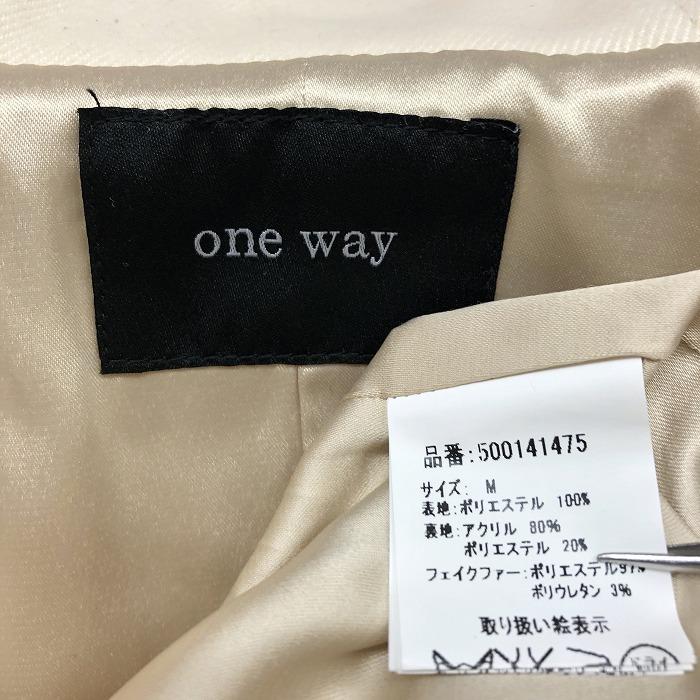 one way
品番:500141475
サイズ: M
表地:ポリエステル 100%
裏地:アクリル 80%
ポリエステル 20%
フェイクファー:ポリエステル97%
ポリウレタン 3%
取り扱い絵表示